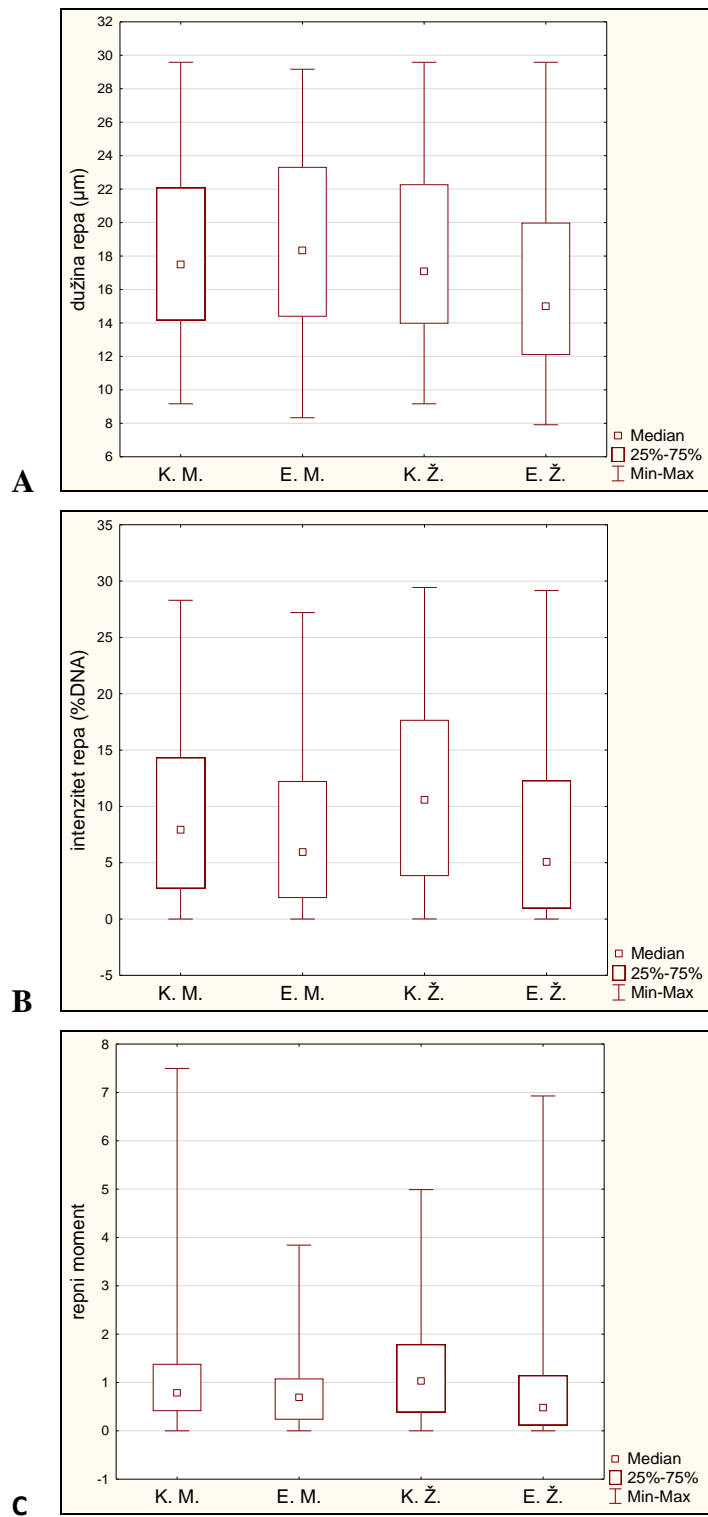 32
30
28
26
24
22
20
18
16
14
12
10
8
6
dužina repa (µm)
K. M. E. M. K. Ž. E. Ž.
Median
25%-75%
Min-Max
A
35
30
25
20
15
10
5
0
-5
intenzitet repa (%DNA)
K. M. E. M. K. Ž. E. Ž.
Median
25%-75%
Min-Max
B
8
7
6
5
4
3
2
1
0
-1
repni moment
K. M. E. M. K. Ž. E. Ž.
Median
25%-75%
Min-Max
C